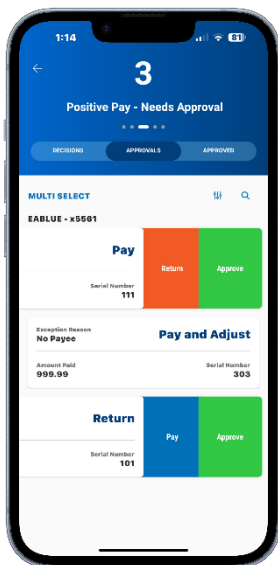 1:14
81
3
Positive Pay - Needs Approval
DECISIONS APPROVALS APPROVED
MULTI SELECT
EABLUE - x5561
Pay
Serial Number
111
Return
Approve
Exception Reason
No Payee
Pay and Adjust
Amount Paid
999.99
Serial Number
303
Return
Serial Number
101
Pay
Approve